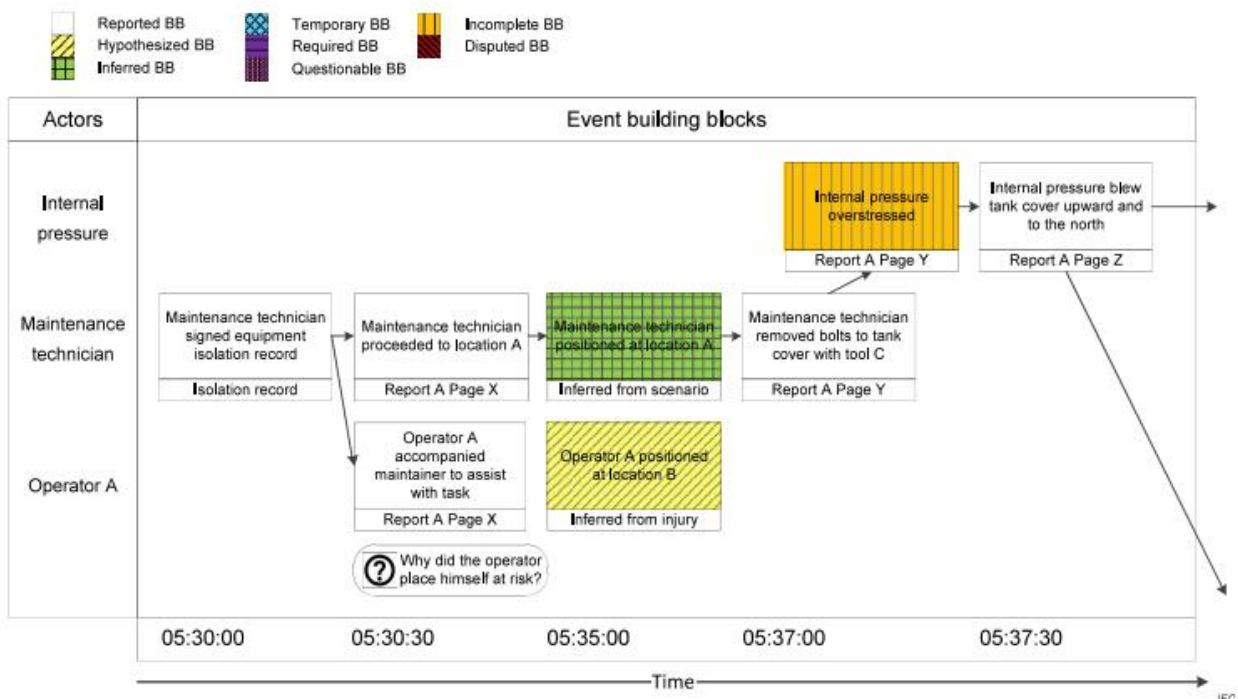 Reported BB
Hypothesized BB
Inferred BB
Temporary BB
Required BB
Questionable BB
Incomplete BB
Disputed BB
Actors
Event building blocks
Internal
pressure
Internal pressure
overstressed
Report A Page Y
Internal pressure blew
tank cover upward and
to the north
Report A Page Z
Maintenance
technician
Maintenance technician
signed equipment
isolation record
Isolation record
Maintenance technician
proceeded to location A
Report A Page X
Maintenance technician
positioned at location A
Inferred from scenario
Maintenance technician
removed bolts to tank
cover with tool C
Report A Page Y
Operator A
Operator A
accompanied
maintainer to assist
with task
Report A Page X
Operator A positioned
at location B
Inferred from injury
?
Why did the operator
place himself at risk?
05:30:00
05:30:30
05:35:00
05:37:00
05:37:30
Time
IEC